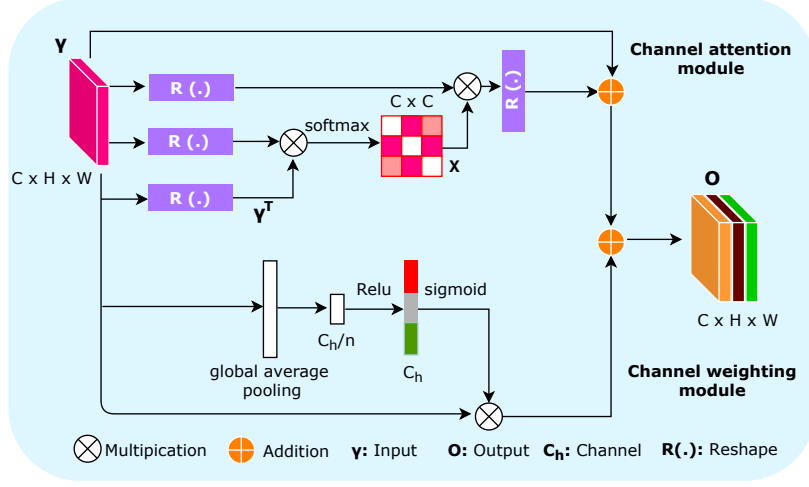 γ
Channel attention
module
R (.)
C x C
R (.)
softmax
R (.)
X
C x H x W
R (.)
γT
O
Relu
sigmoid
Ch/n
C x H x W
global average
pooling
Ch
Channel weighting
module
Multipication
Addition
γ: Input
O: Output
Ch: Channel
R(.): Reshape